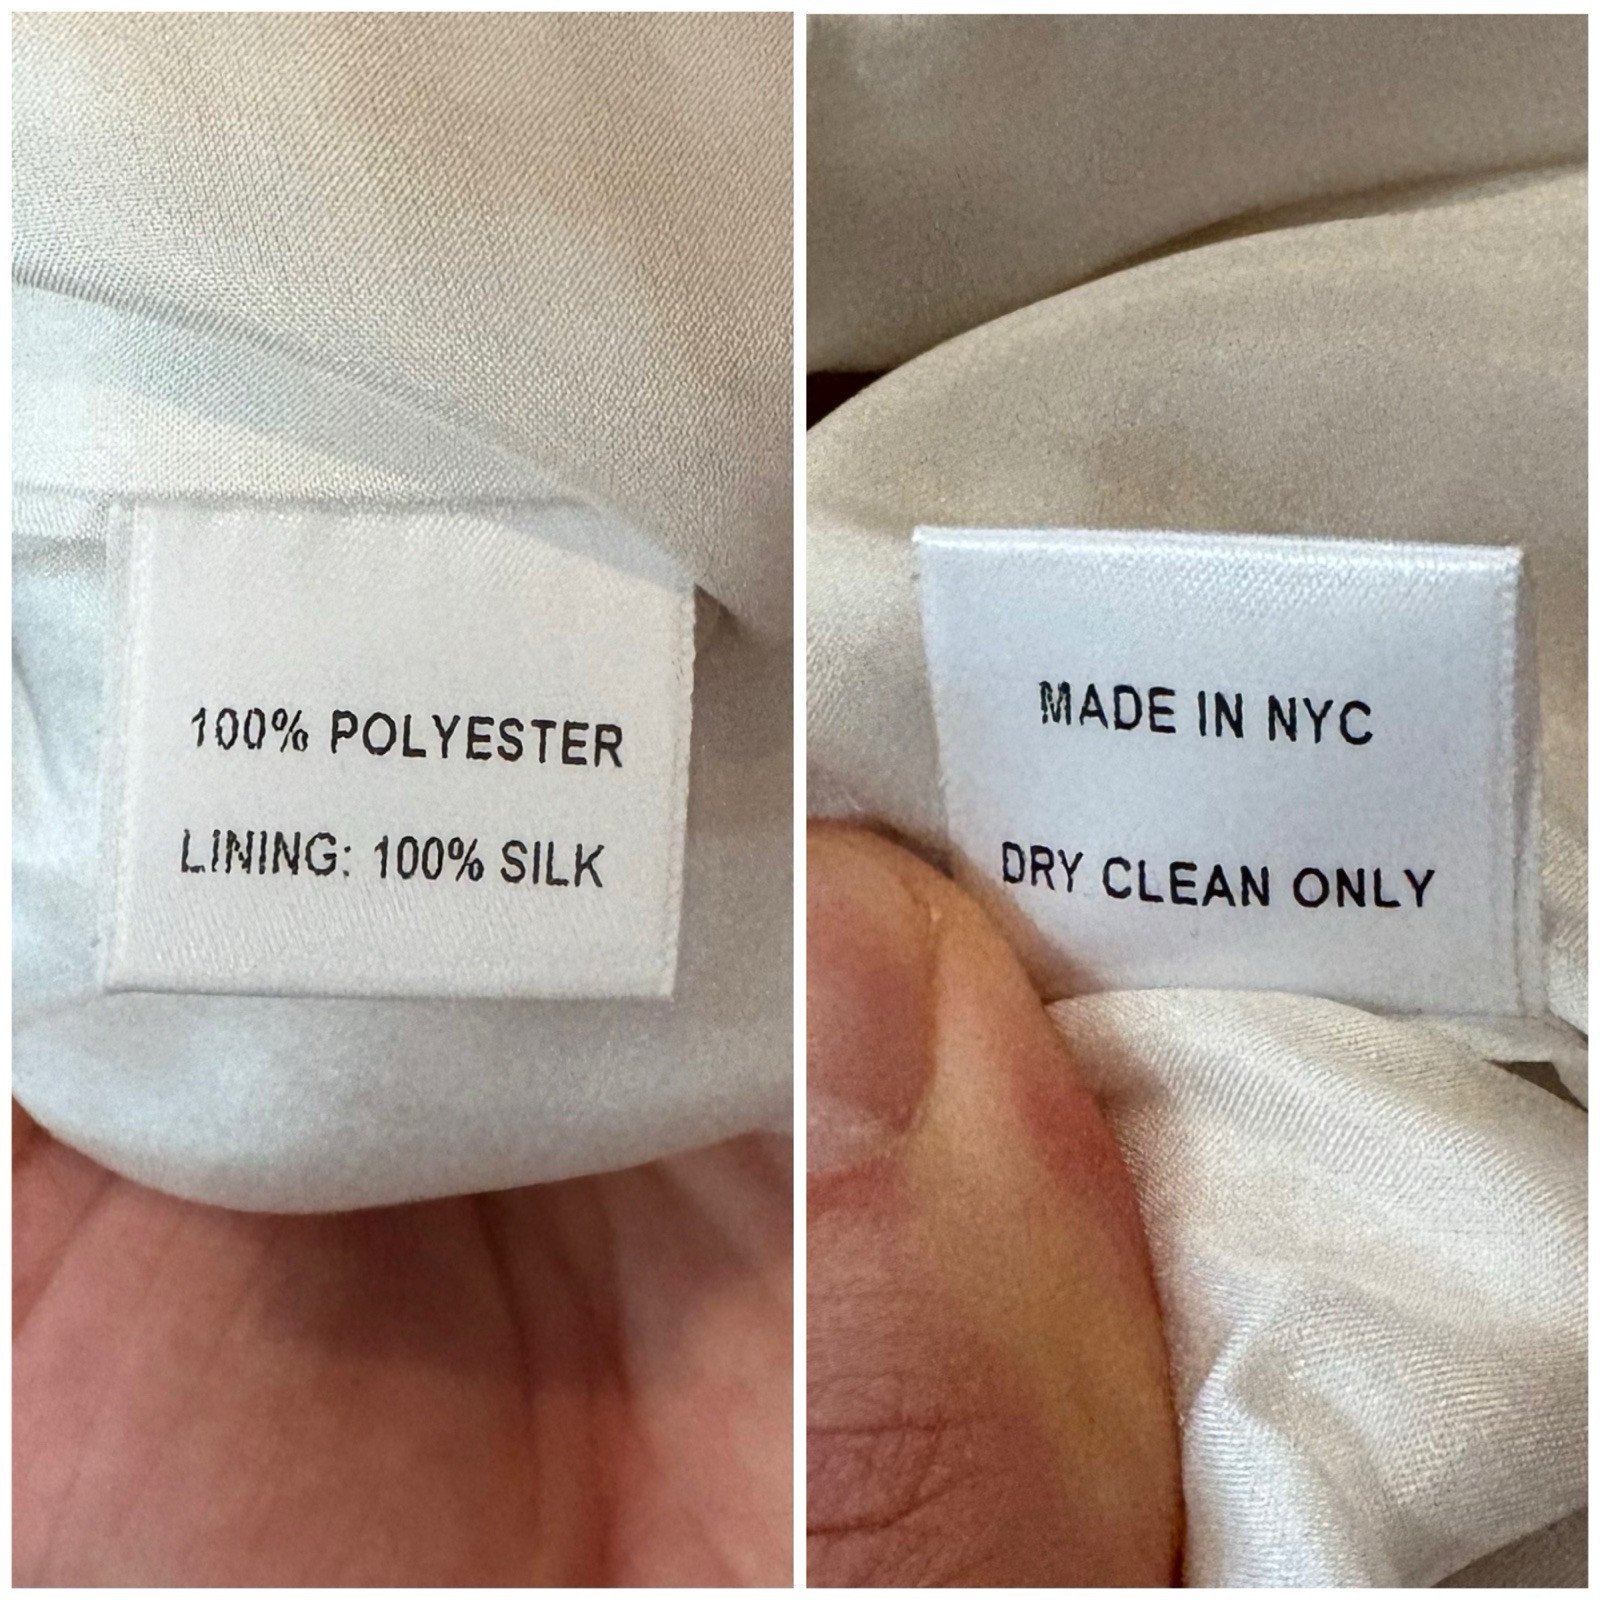 100% POLYESTER
LINING: 100% SILK
MADE IN NYC
DRY CLEAN ONLY